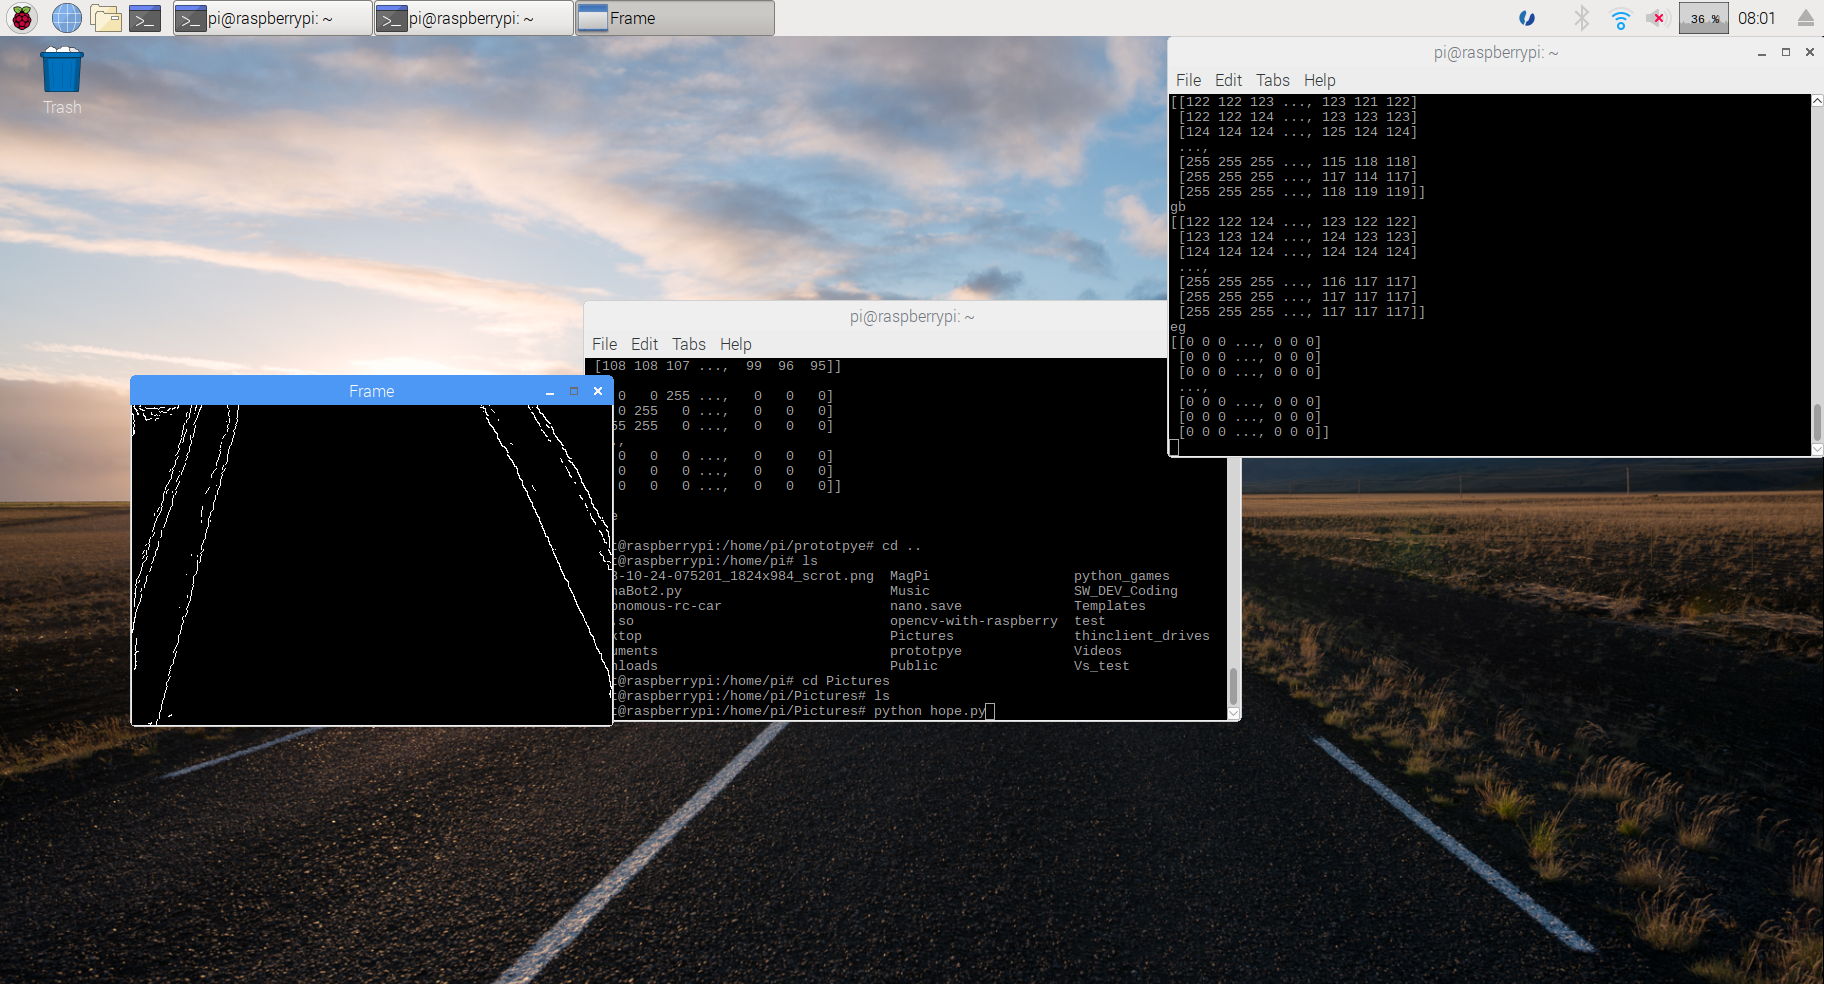 pi@raspberrypi: ~
pi@raspberrypi: ~
Frame
36 %
08:01
Trash
pi@raspberrypi: ~
File Edit Tabs Help
[[122 122 123 ..., 123 121 122]
[122 122 124 ..., 123 123 123]
[124 124 124 ..., 125 124 124]
...,
[255 255 255 ..., 115 118 118]
[255 255 255 ..., 117 114 117]
[255 255 255 ..., 118 119 119]]
gb
[[122 122 124 ..., 123 122 122]
[123 123 124 ..., 124 123 123]
[124 124 124 ..., 124 124 124]
...,
[255 255 255 ..., 116 117 117]
[255 255 255 ..., 117 117 117]
[255 255 255 ..., 117 117 117]]
eg
[[0 0 0 ..., 0 0 0]
[0 0 0 ..., 0 0 0]
[0 0 0 ..., 0 0 0]
...,
[0 0 0 ..., 0 0 0]
[0 0 0 ..., 0 0 0]
[0 0 0 ..., 0 0 0]]
pi@raspberrypi: ~
File Edit Tabs Help
[108 108 107 ..., 99 96 95]]
0 0 255 ..., 0 0 0]
0 255 0 ..., 0 0 0]
55 255 0 ..., 0 0 0]
.,
0 0 0 ..., 0 0 0]
0 0 0 ..., 0 0 0]
0 0 0 ..., 0 0 0]]
e
t@raspberrypi:/home/pi/prototpye# cd ..
t@raspberrypi:/home/pi# ls
8-10-24-075201_1824x984_scrot.png MagPi python_games
haBot2.py Music SW_DEV_Coding
onomous-rc-car nano.save Templates
.so opencv-with-raspberry test
ktop Pictures thinclient_drives
uments prototpye Videos
nloads Public Vs_test
t@raspberrypi:/home/pi# cd Pictures
t@raspberrypi:/home/pi/Pictures# ls
t@raspberrypi:/home/pi/Pictures# python hope.py
Frame